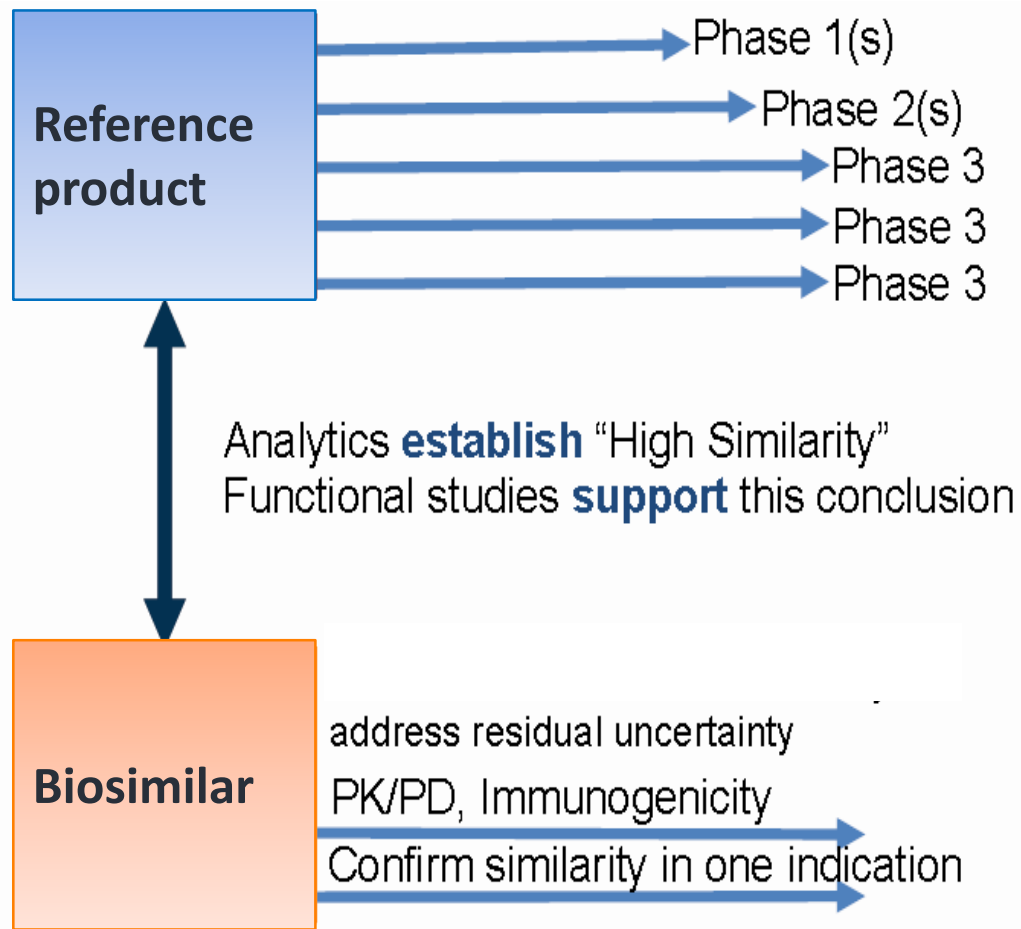 Reference
product
Phase 1(s)
Phase 2(s)
Phase 3
Phase 3
Phase 3
Analytics establish “High Similarity”
Functional studies support this conclusion
Biosimilar
address residual uncertainty
PK/PD, Immunogenicity
Confirm similarity in one indication